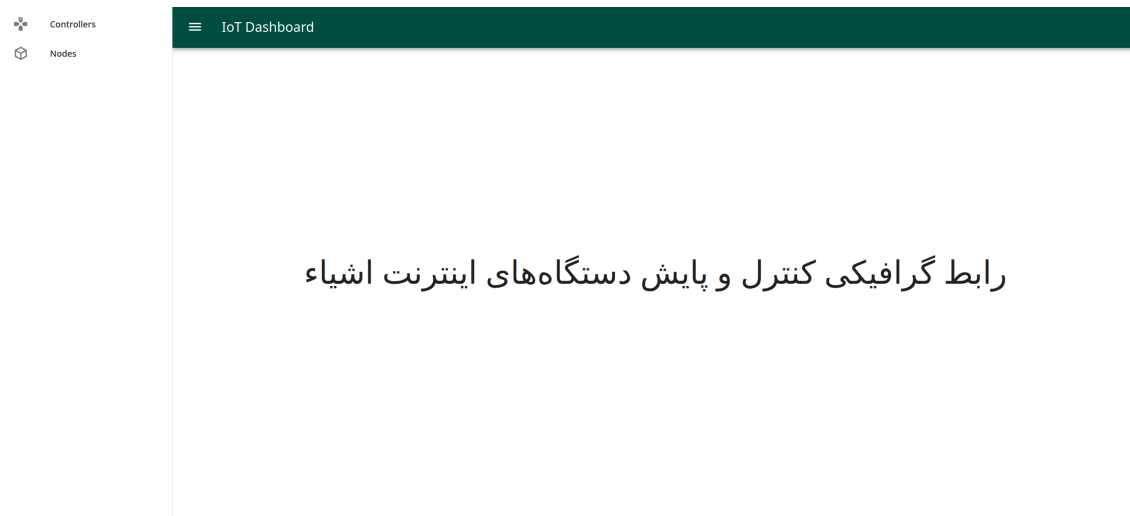 Controllers
Nodes
IoT Dashboard
رابط گرافیکی کنترل و پایش دستگاه‌های اینترنت اشیاء